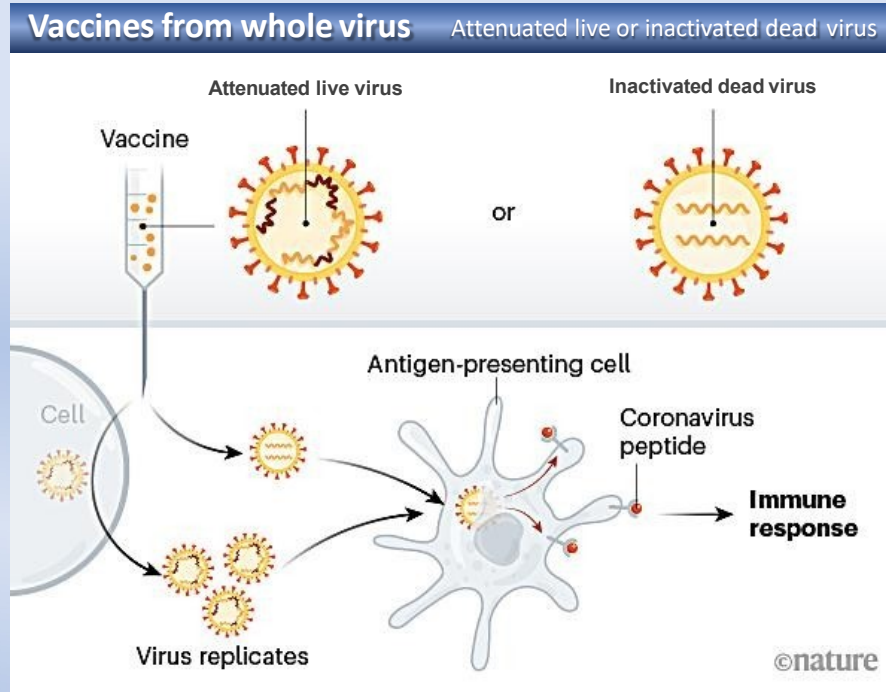 Vaccines from whole virus Attenuated live or inactivated dead virus
Attenuated live virus
Inactivated dead virus
Vaccine
or
Antigen-presenting cell
Cell
Coronavirus
peptide
Immune
response
Virus replicates
©nature